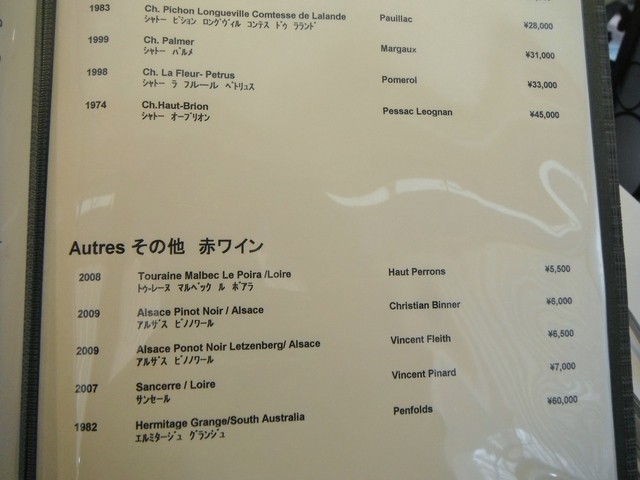 1983 Ch. Pichon Longueville Comtesse de Lalande Pauillac ¥28,000
ｼｬﾄｰ ﾋﾟｼｮﾝ ﾛﾝｸﾞｳﾞｨﾙ ｺﾝﾃｽ ﾄﾞｩ ﾗﾗﾝﾄﾞ
1999 Ch. Palmer Margaux ¥31,000
ｼｬﾄｰ ﾊﾟﾙﾒ
1998 Ch. La Fleur- Petrus Pomerol ¥33,000
ｼｬﾄｰ ﾗ ﾌﾙｰﾙ ﾍﾟﾄﾘｭｽ
1974 Ch.Haut-Brion Pessac Leognan ¥45,000
ｼｬﾄｰ ｵｰﾌﾞﾘｵﾝ
Autres その他 赤ワイン
2008 Touraine Malbec Le Poira /Loire Haut Perrons ¥5,500
ﾄｩｰﾚｰﾇ ﾏﾙﾍﾞｯｸ ﾙ ﾎﾟｱﾗ
2009 Alsace Pinot Noir / Alsace Christian Binner ¥6,000
ｱﾙｻﾞｽ ﾋﾟﾉﾉﾜｰﾙ
2009 Alsace Ponot Noir Letzenberg/ Alsace Vincent Fleith ¥6,500
ｱﾙｻﾞｽ ﾋﾟﾉﾉﾜｰﾙ
2007 Sancerre / Loire Vincent Pinard ¥7,000
ｻﾝｾｰﾙ
1982 Hermitage Grange/South Australia Penfolds ¥60,000
ｴﾙﾐﾀｰｼﾞｭ ｸﾞﾗﾝｼﾞｭ